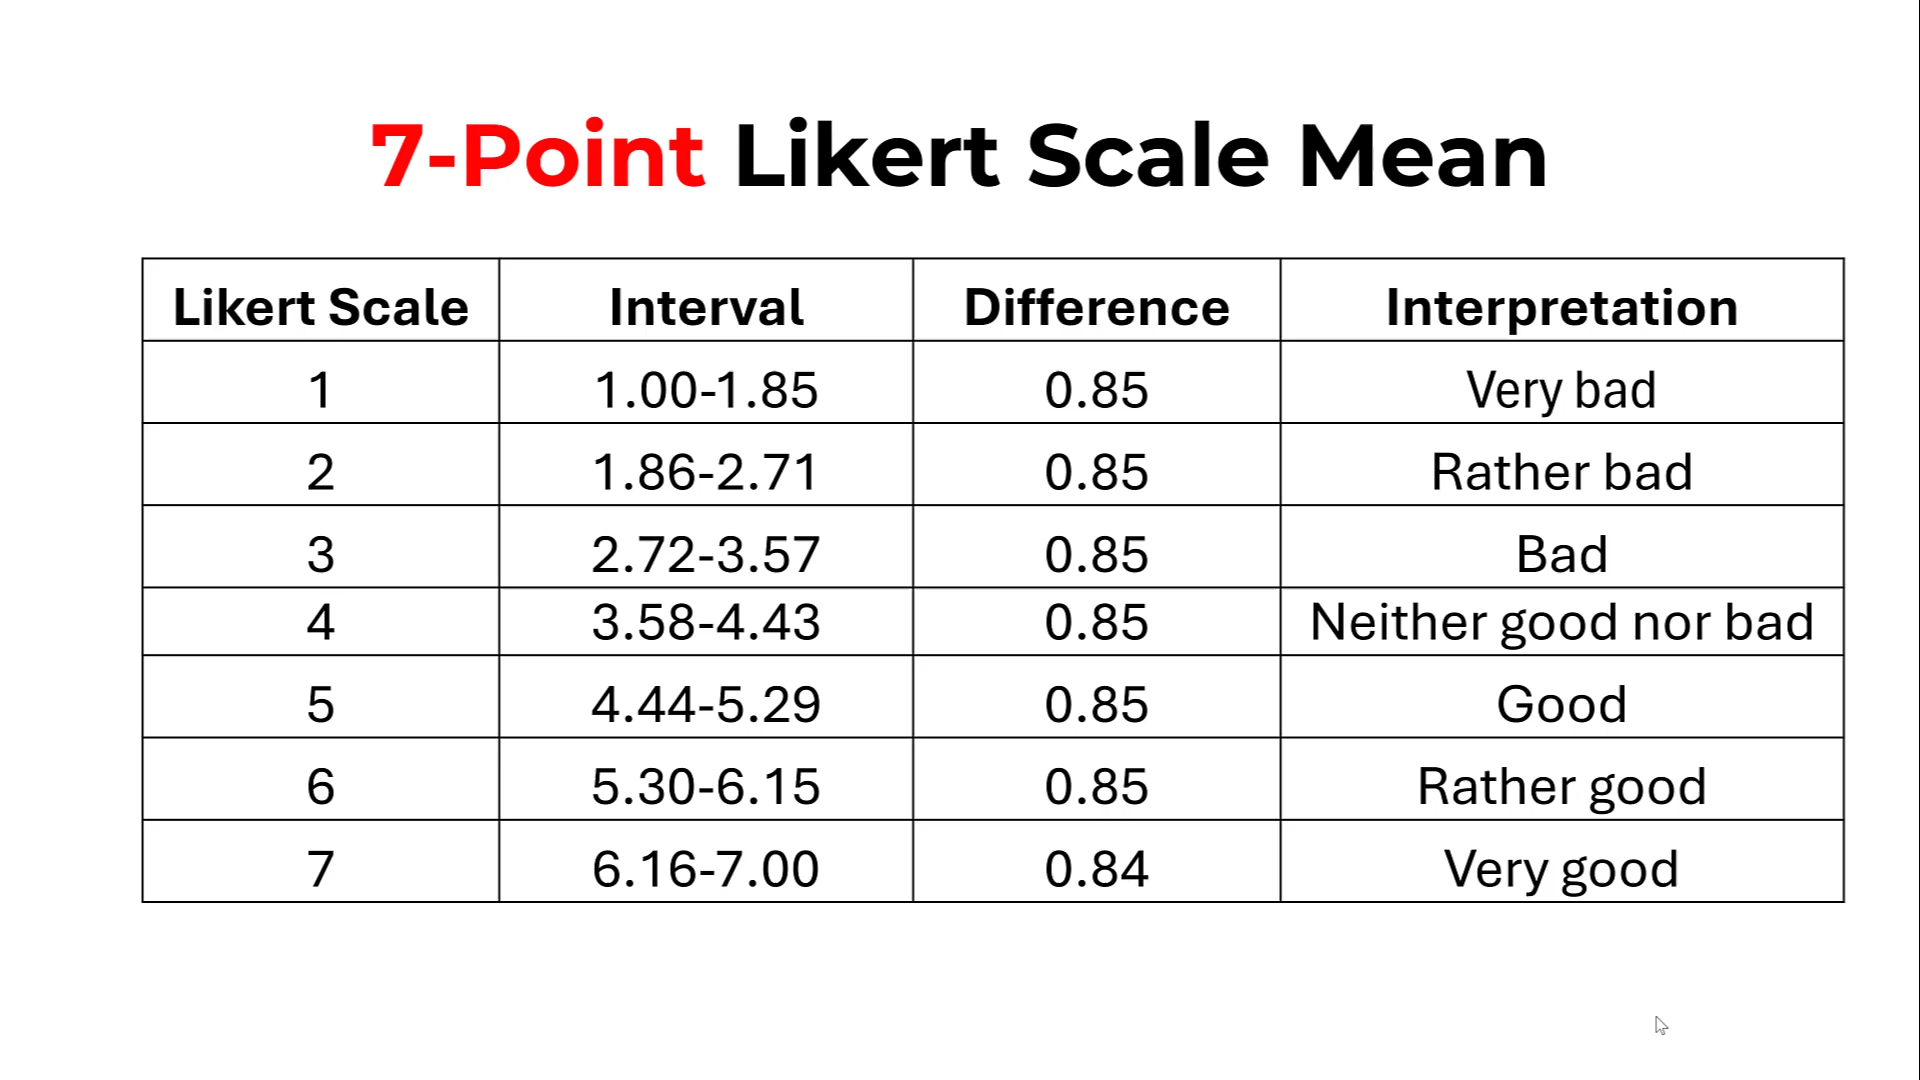 7-Point Likert Scale Mean
Likert Scale Interval Difference Interpretation
1 1.00-1.85 0.85 Very bad
2 1.86-2.71 0.85 Rather bad
3 2.72-3.57 0.85 Bad
4 3.58-4.43 0.85 Neither good nor bad
5 4.44-5.29 0.85 Good
6 5.30-6.15 0.85 Rather good
7 6.16-7.00 0.84 Very good